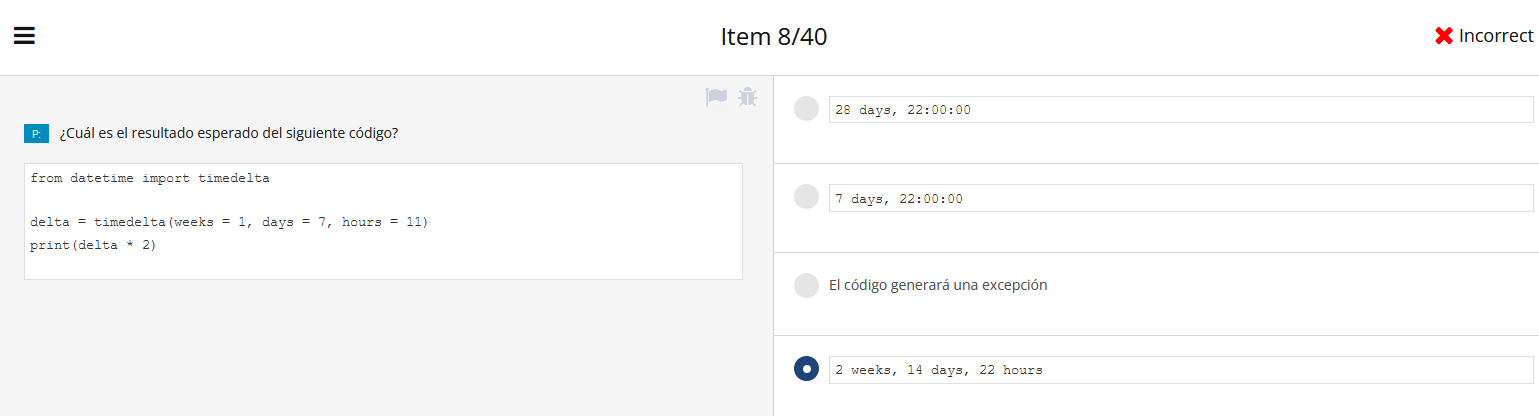 Item 8/40
Incorrect
P:
¿Cuál es el resultado esperado del siguiente código?
from datetime import timedelta
delta = timedelta(weeks = 1, days = 7, hours = 11)
print(delta * 2)
28 days, 22:00:00
7 days, 22:00:00
El código generará una excepción
2 weeks, 14 days, 22 hours